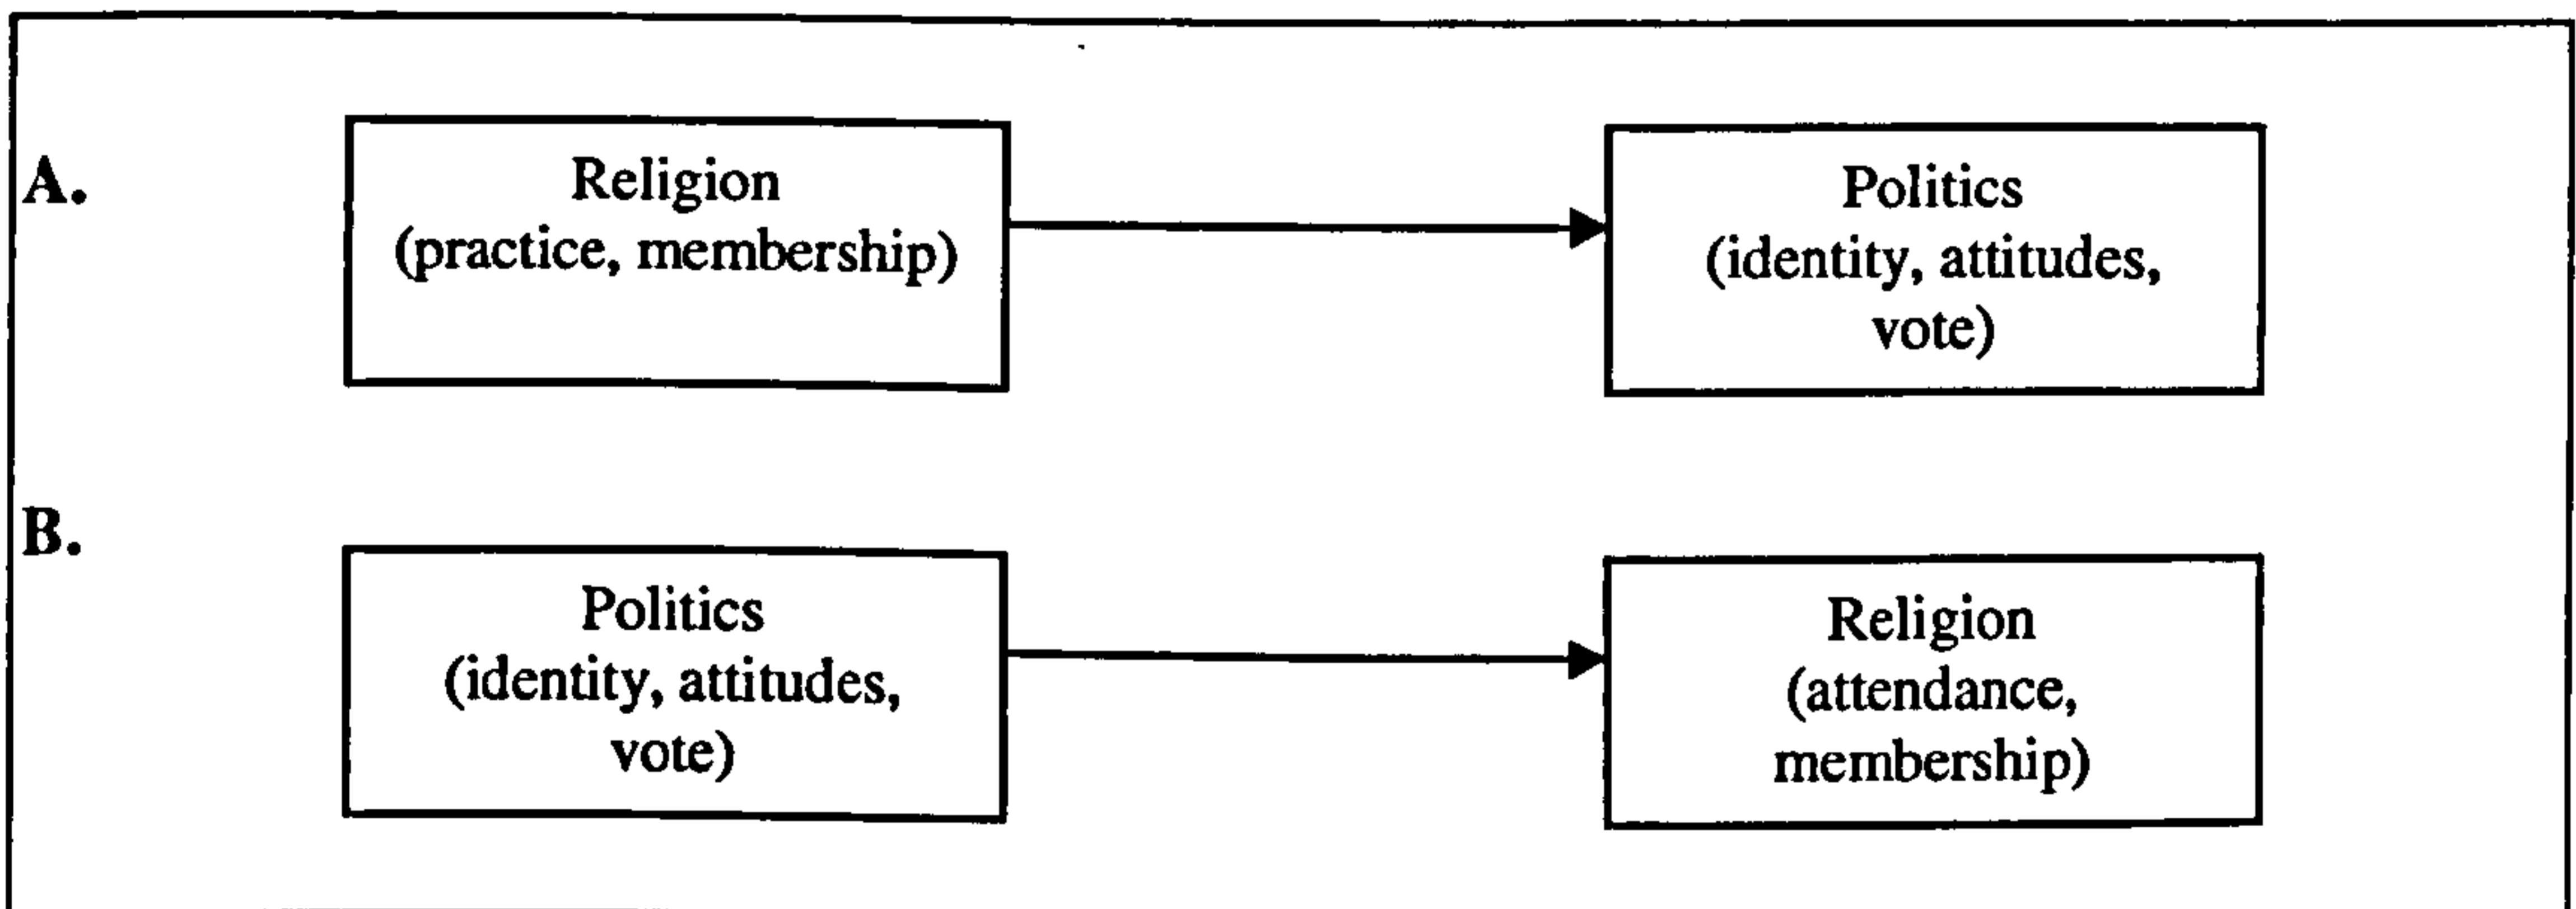 A.
Religion
(practice, membership)
Politics
(identity, attitudes,
vote)
B.
Politics
(identity, attitudes,
vote)
Religion
(attendance,
membership)